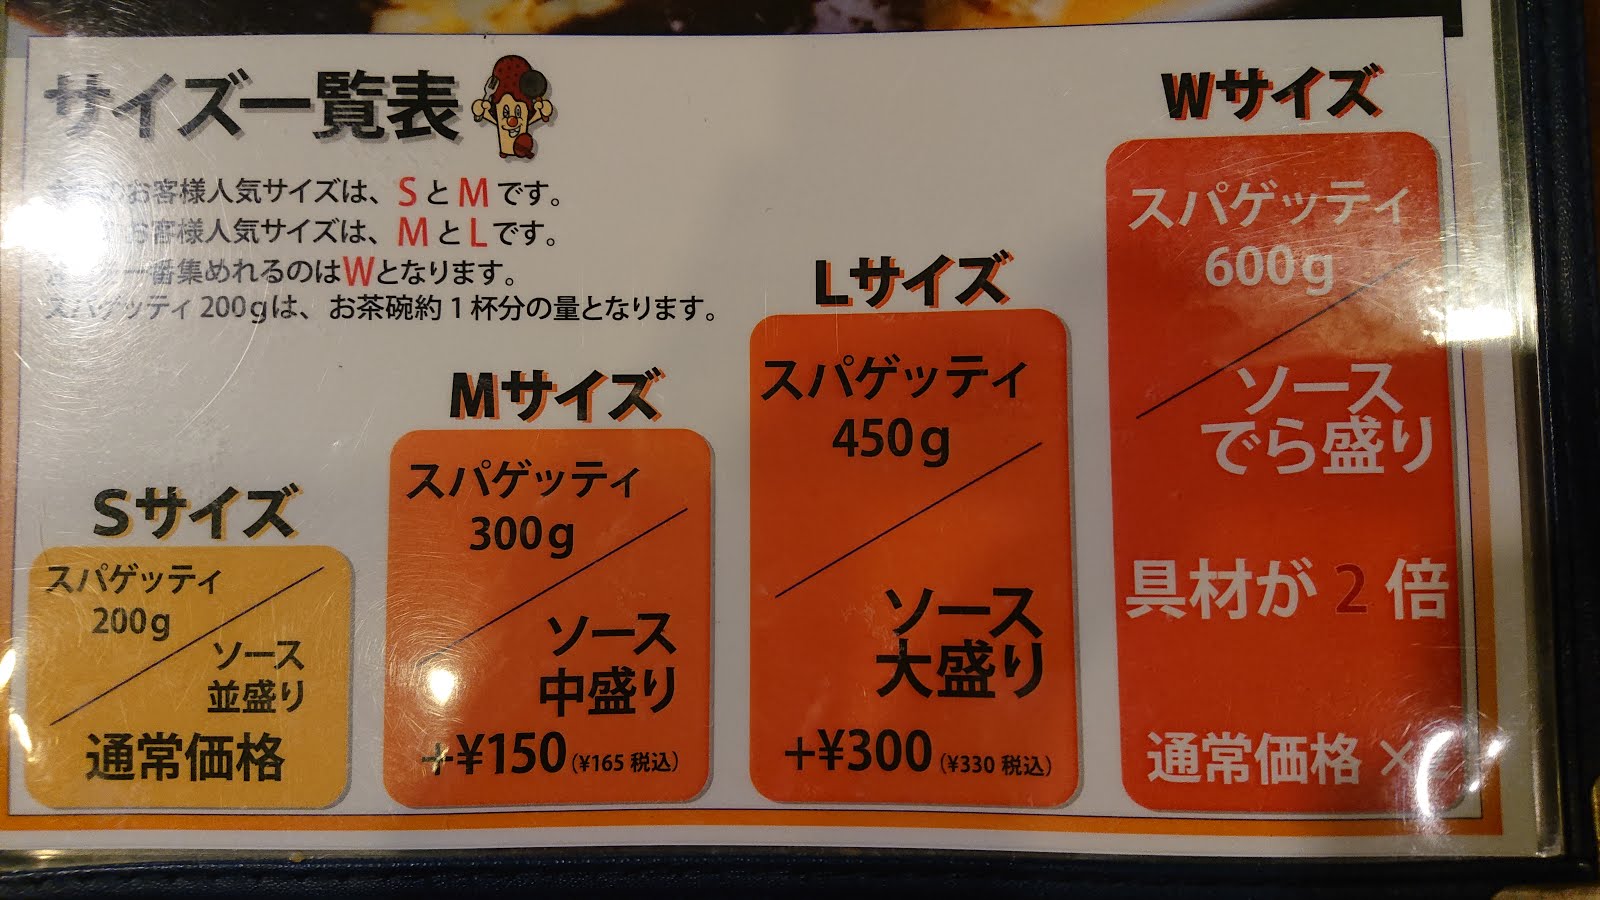 サイズ一覧表
お客様人気サイズは、SとMです。
お客様人気サイズは、MとLです。
一番集めれるのはWとなります。
スパゲッティ200gは、お茶碗約1杯分の量となります。
Sサイズ
スパゲッティ
200g
ソース
並盛り
通常価格
Mサイズ
スパゲッティ
300g
ソース
中盛り
+¥150(¥165 税込)
Lサイズ
スパゲッティ
450g
ソース
大盛り
+¥300(¥330 税込)
Wサイズ
スパゲッティ
600g
ソース
でら盛り
具材が2倍
通常価格×